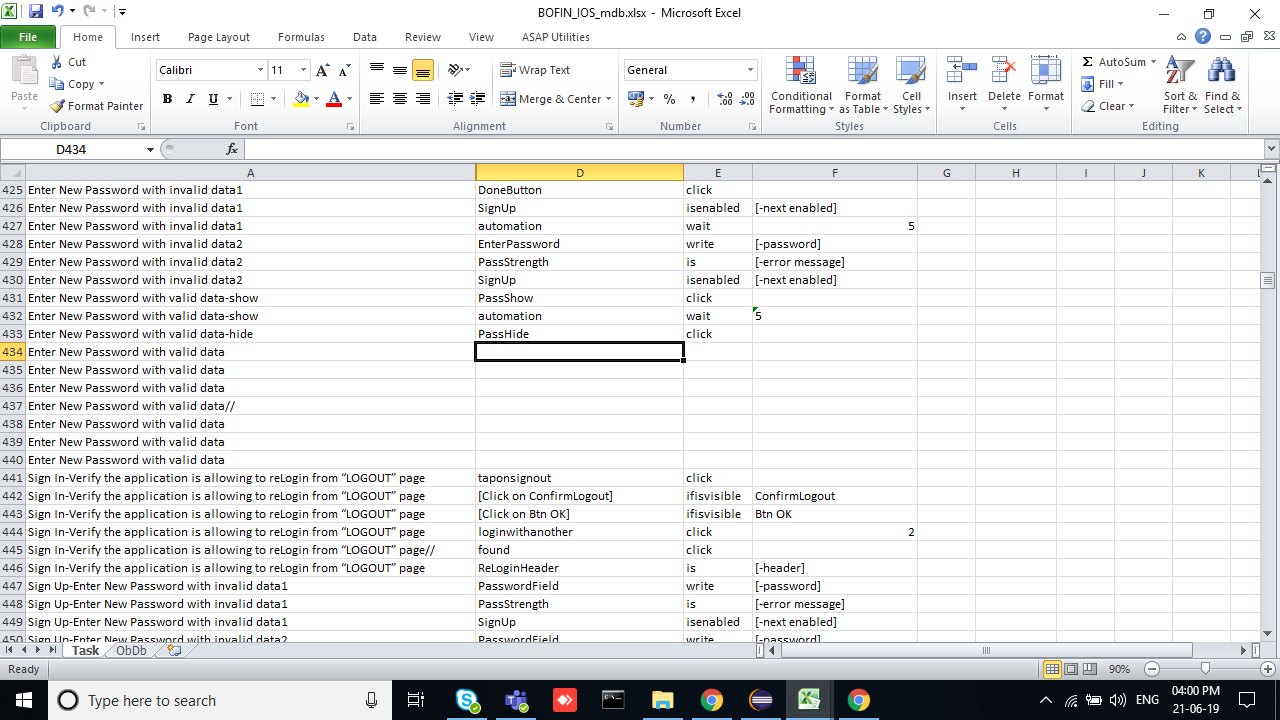 BOFIN_IOS_mdb.xlsx - Microsoft Excel
File Home Insert Page Layout Formulas Data Review View ASAP Utilities
Paste Cut Copy Format Painter Clipboard
Calibri 11 B I U A A A Font
Wrap Text Merge & Center Alignment
General % , .00 Number
Conditional Formatting Format as Table Cell Styles Styles
Insert Delete Format Cells
Σ AutoSum Fill Clear Sort & Filter Find & Select Editing
D434 fx
A D E F G H I J K L
425 Enter New Password with invalid data1 DoneButton click
426 Enter New Password with invalid data1 SignUp isenabled [-next enabled]
427 Enter New Password with invalid data1 automation wait 5
428 Enter New Password with invalid data2 EnterPassword write [-password]
429 Enter New Password with invalid data2 PassStrength is [-error message]
430 Enter New Password with invalid data2 SignUp isenabled [-next enabled]
431 Enter New Password with valid data-show PassShow click
432 Enter New Password with valid data-show automation wait 5
433 Enter New Password with valid data-hide PassHide click
434 Enter New Password with valid data
435 Enter New Password with valid data
436 Enter New Password with valid data
437 Enter New Password with valid data//
438 Enter New Password with valid data
439 Enter New Password with valid data
440 Enter New Password with valid data
441 Sign In-Verify the application is allowing to reLogin from “LOGOUT” page taponsignout click
442 Sign In-Verify the application is allowing to reLogin from “LOGOUT” page [Click on ConfirmLogout] ifisvisible ConfirmLogout
443 Sign In-Verify the application is allowing to reLogin from “LOGOUT” page [Click on Btn OK] ifisvisible Btn OK
444 Sign In-Verify the application is allowing to reLogin from “LOGOUT” page loginwithanother click 2
445 Sign In-Verify the application is allowing to reLogin from “LOGOUT” page// found click
446 Sign In-Verify the application is allowing to reLogin from “LOGOUT” page ReLoginHeader is [-header]
447 Sign Up-Enter New Password with invalid data1 PasswordField write [-password]
448 Sign Up-Enter New Password with invalid data1 PassStrength is [-error message]
449 Sign Up-Enter New Password with invalid data1 SignUp isenabled [-next enabled]
450 Sign Up-Enter New Password with invalid data2 PasswordField write [-password]
Task ObDb
Ready 90%
Type here to search ENG 04:00 PM
21-06-19